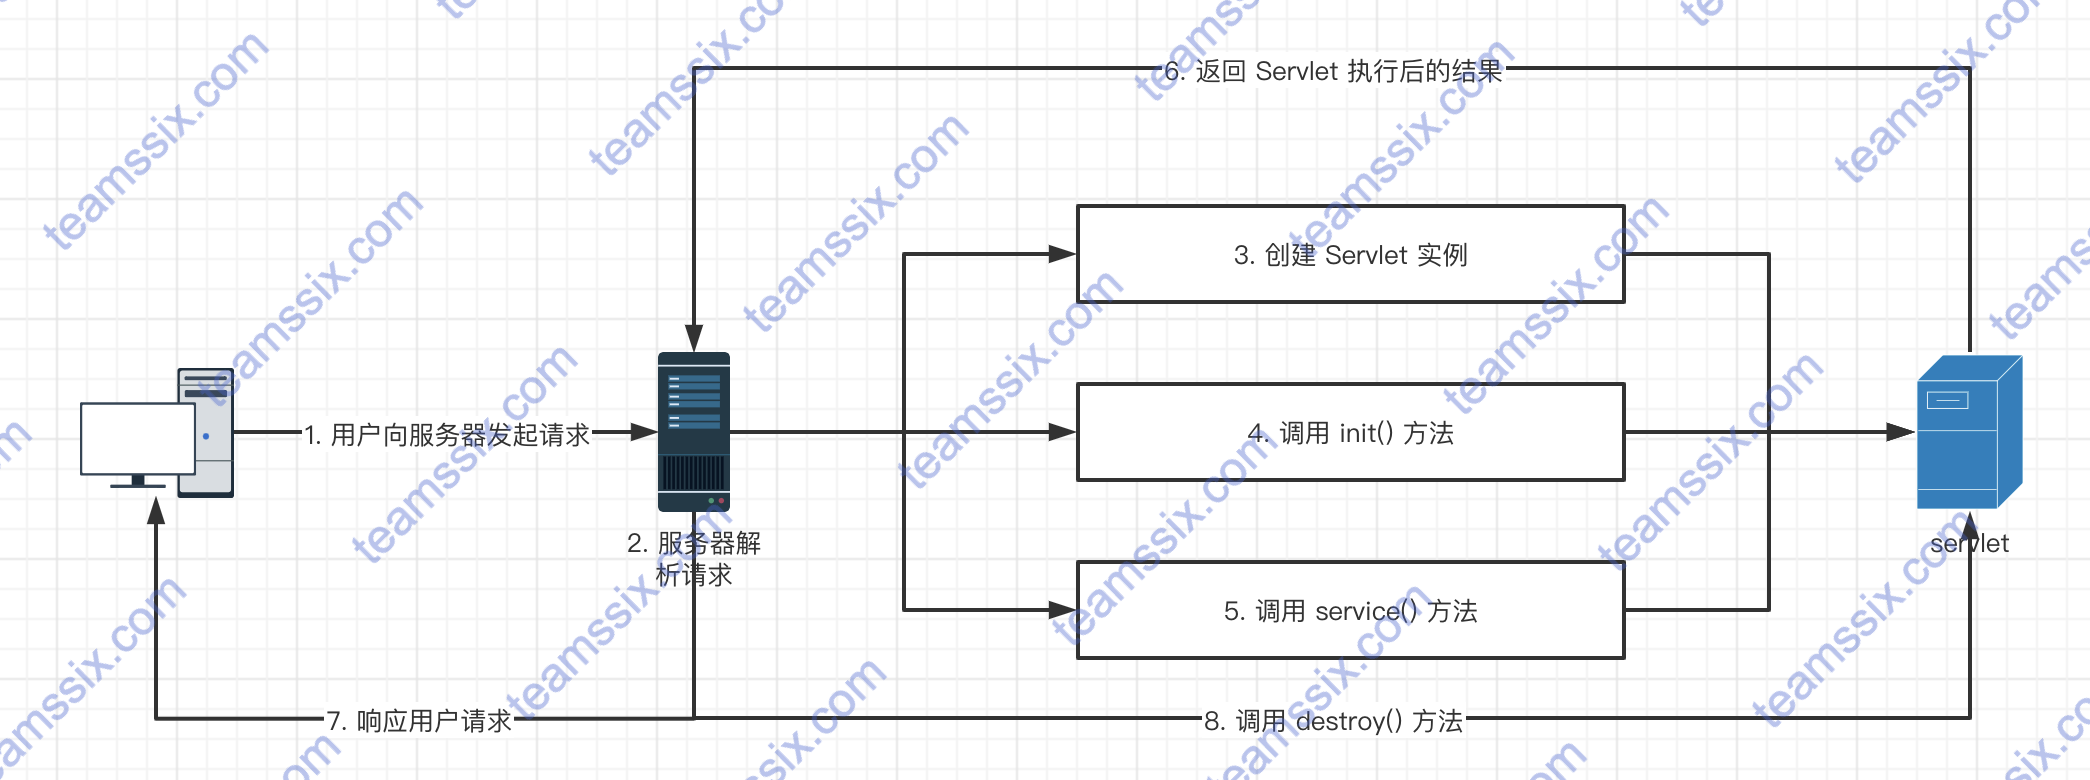 6. 返回 Servlet 执行后的结果
3. 创建 Servlet 实例
1. 用户向服务器发起请求
4. 调用 init() 方法
2. 服务器解
析请求
servlet
5. 调用 service() 方法
7. 响应用户请求
8. 调用 destroy() 方法
teamssix.com